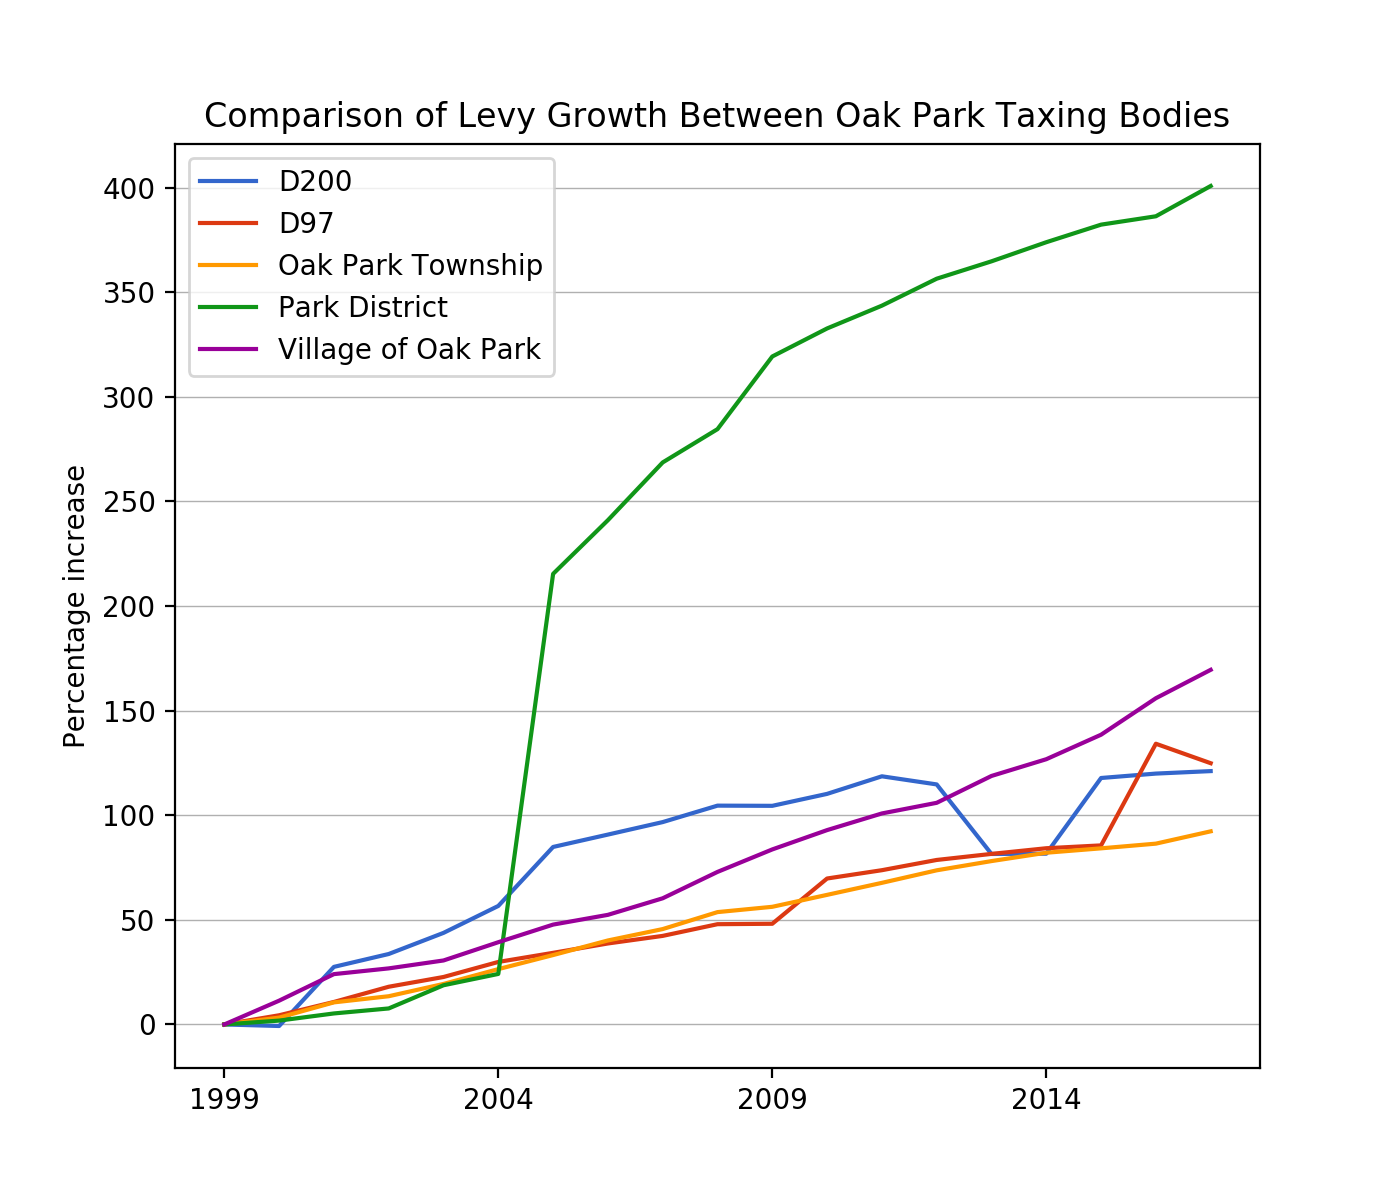 Comparison of Levy Growth Between Oak Park Taxing Bodies
D200
D97
Oak Park Township
Park District
Village of Oak Park
Percentage increase
400
350
300
250
200
150
100
50
0
1999 2004 2009 2014